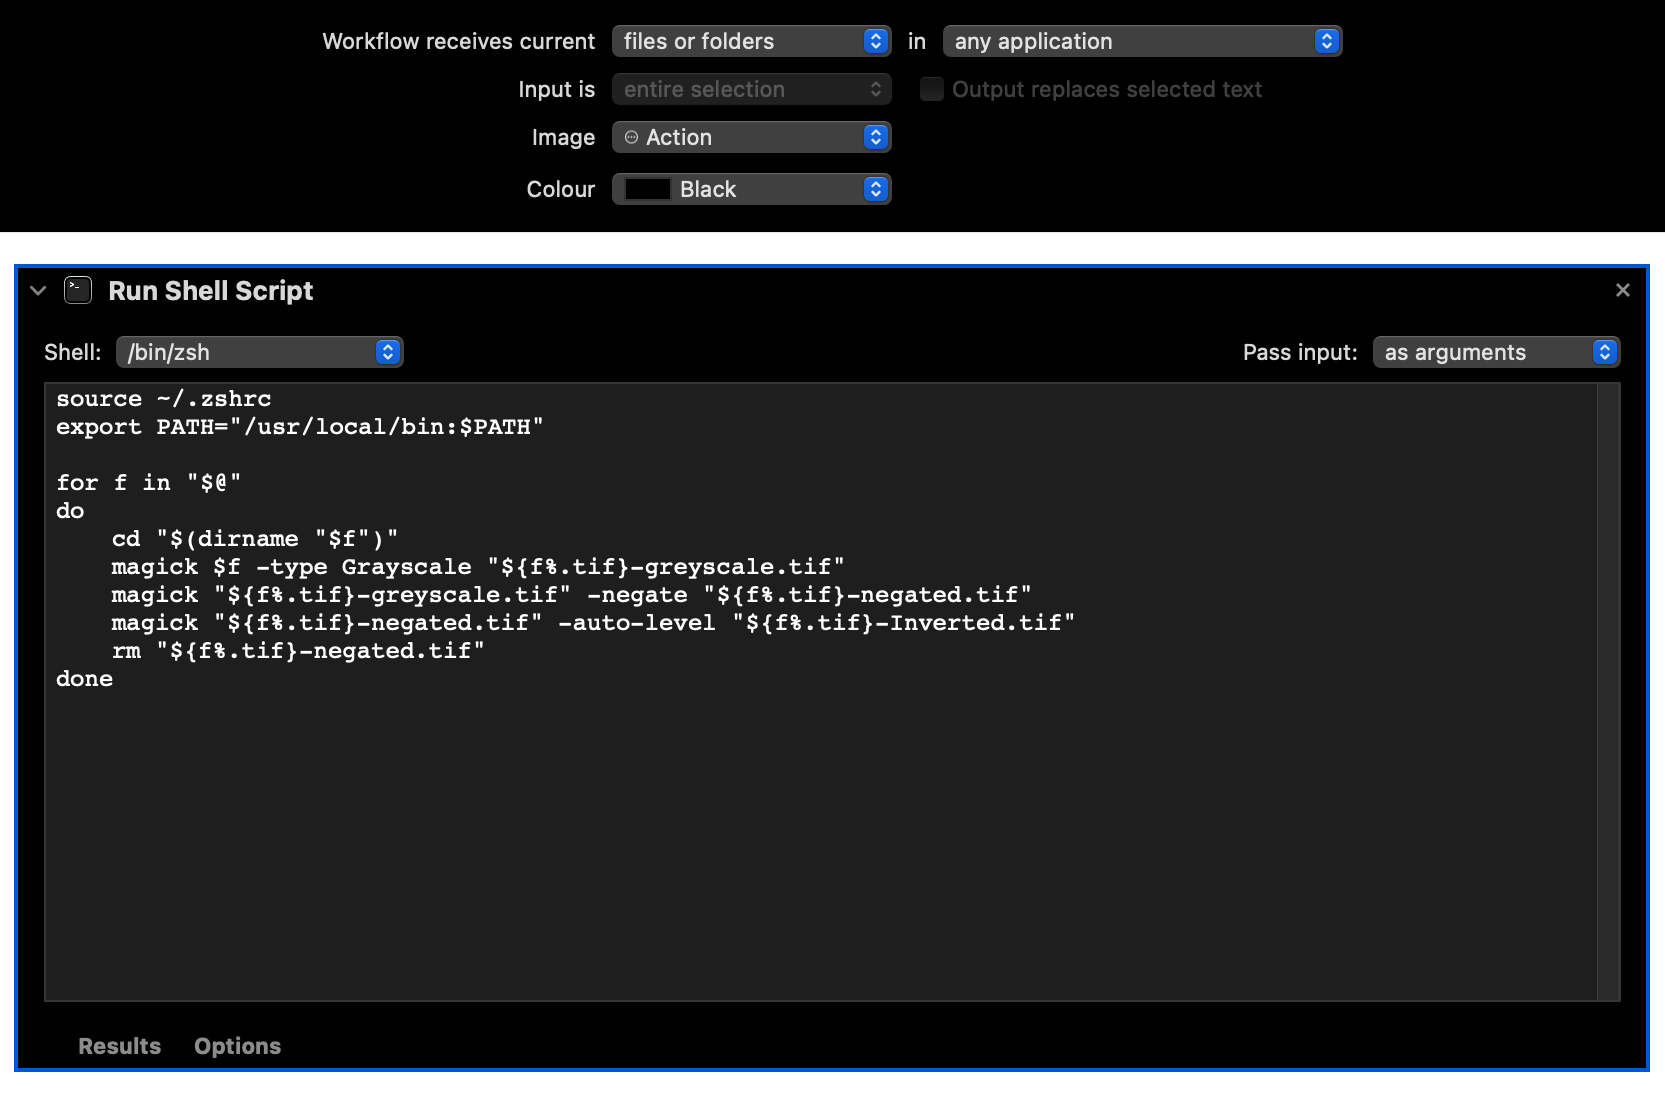 Workflow receives current files or folders in any application
Input is entire selection Output replaces selected text
Image Action
Colour Black
Run Shell Script
Shell: /bin/zsh Pass input: as arguments
source ~/.zshrc
export PATH="/usr/local/bin:$PATH"

for f in "$@"
do
    cd "$(dirname "$f")"
    magick $f -type Grayscale "${f%.tif}-greyscale.tif"
    magick "${f%.tif}-greyscale.tif" -negate "${f%.tif}-negated.tif"
    magick "${f%.tif}-negated.tif" -auto-level "${f%.tif}-Inverted.tif"
    rm "${f%.tif}-negated.tif"
done
Results Options